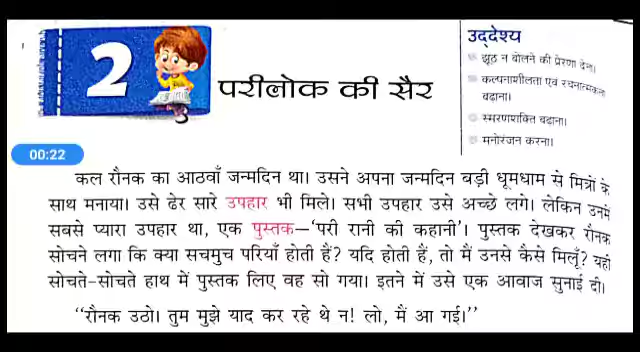 2
परीलोक की सैर
उद्देश्य
झूठ न बोलने की प्रेरणा देना।
कल्पनाशीलता एवं रचनात्मकता
बढ़ाना।
स्मरणशक्ति बढ़ाना।
मनोरंजन करना।
00:22
कल रौनक का आठवाँ जन्मदिन था। उसने अपना जन्मदिन बड़ी धूमधाम से मित्रों के
साथ मनाया। उसे ढेर सारे उपहार भी मिले। सभी उपहार उसे अच्छे लगे। लेकिन उनमें
सबसे प्यारा उपहार था, एक पुस्तक–‘परी रानी की कहानी’। पुस्तक देखकर रौनक
सोचने लगा कि क्या सचमुच परियाँ होती हैं? यदि होती हैं, तो मैं उनसे कैसे मिलूँ? यही
सोचते-सोचते हाथ में पुस्तक लिए वह सो गया। इतने में उसे एक आवाज सुनाई दी।
“रौनक उठो। तुम मुझे याद कर रहे थे न! लो, मैं आ गई।”